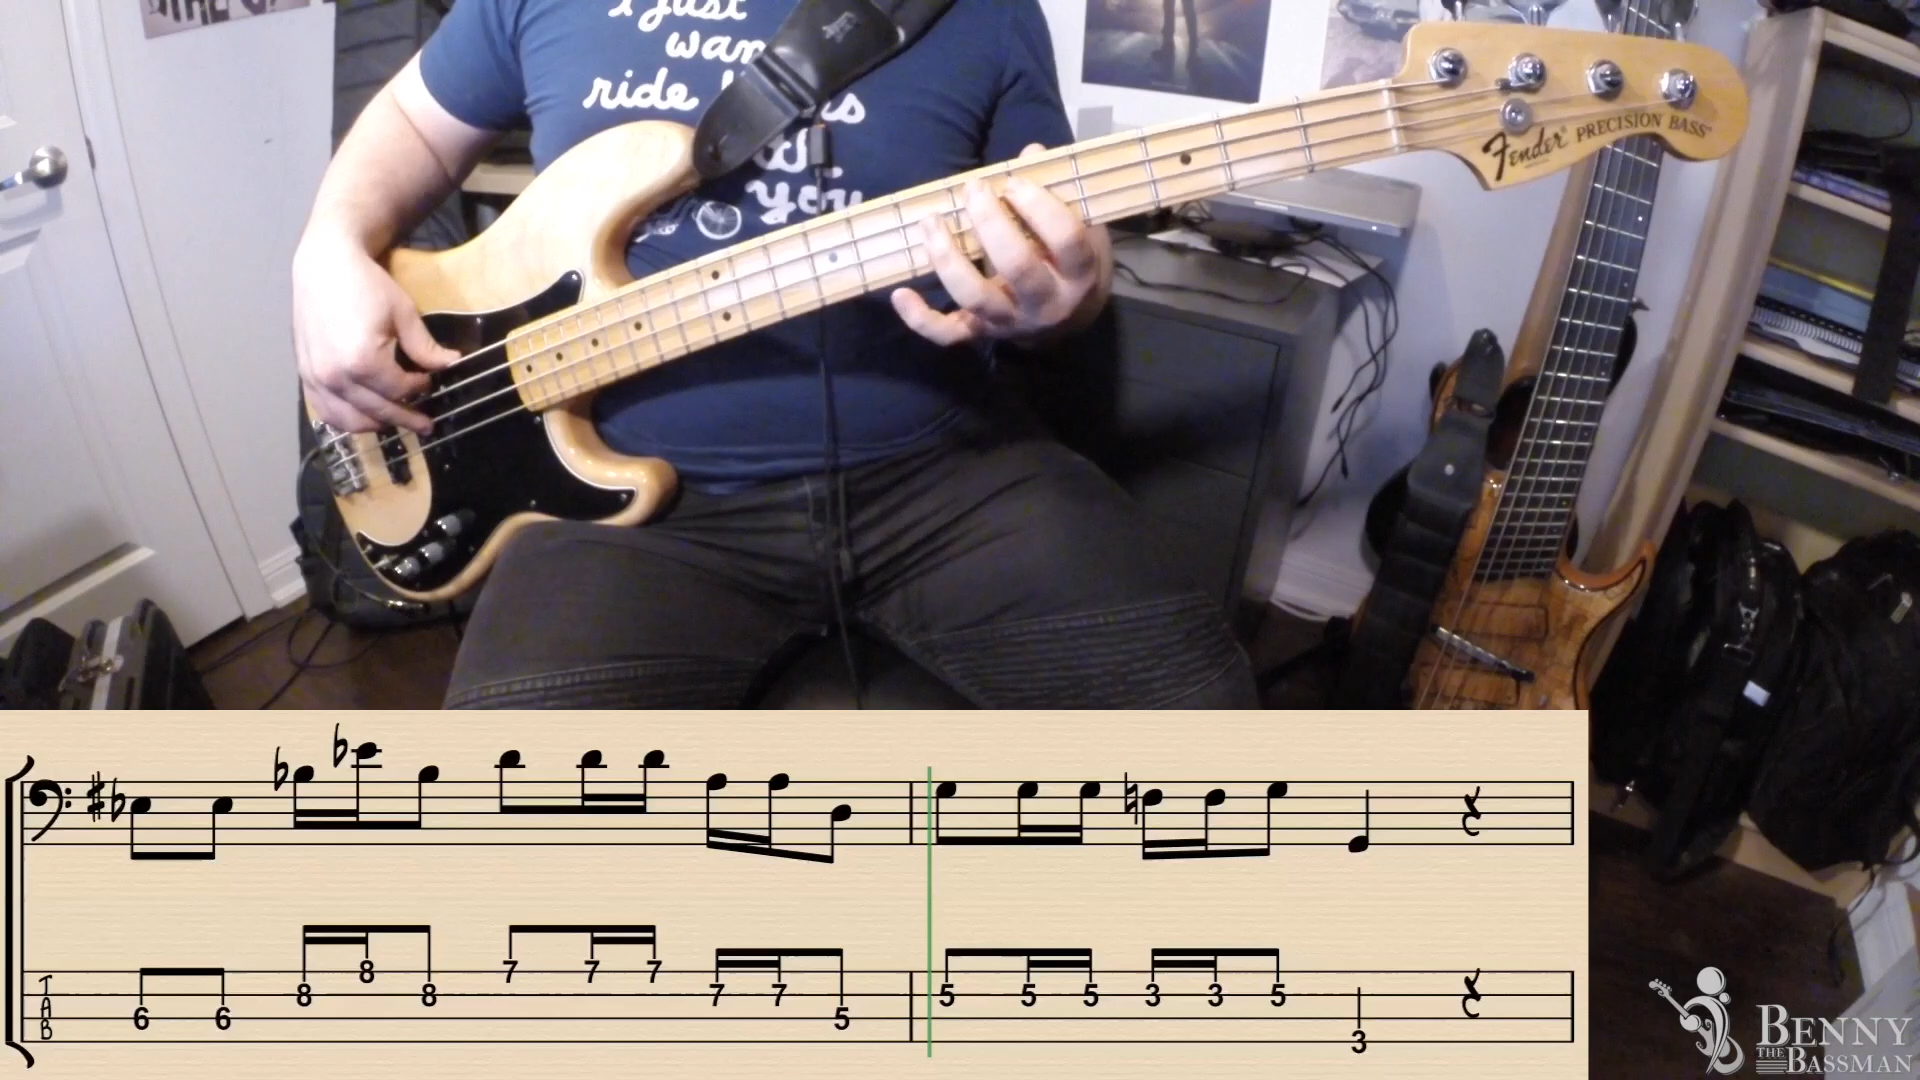 I just
wan
ride
you
Fender PRECISION BASS
8 7 7 7
8 8 7 7 5 5 5 3 3 5
6 6 5
3
T
A
B
BENNY
THE BASSMAN